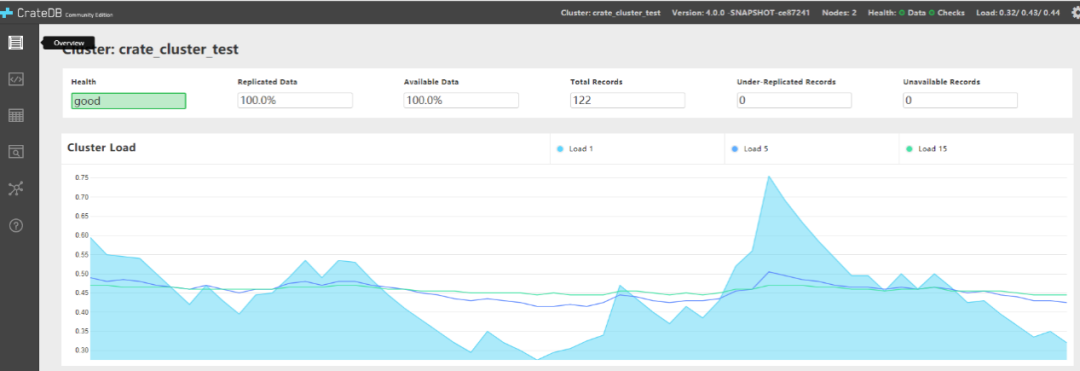 CrateDB Community Edition
Cluster: crate_cluster_test Version: 4.0.0 -SNAPSHOT-ce87241 Nodes: 2 Health: Data Checks Load: 0.32/ 0.43/ 0.44
Overview
Cluster: crate_cluster_test
Health Replicated Data Available Data Total Records Under-Replicated Records Unavailable Records
good 100.0% 100.0% 122 0 0
Cluster Load Load 1 Load 5 Load 15
0.75
0.70
0.65
0.60
0.55
0.50
0.45
0.40
0.35
0.30